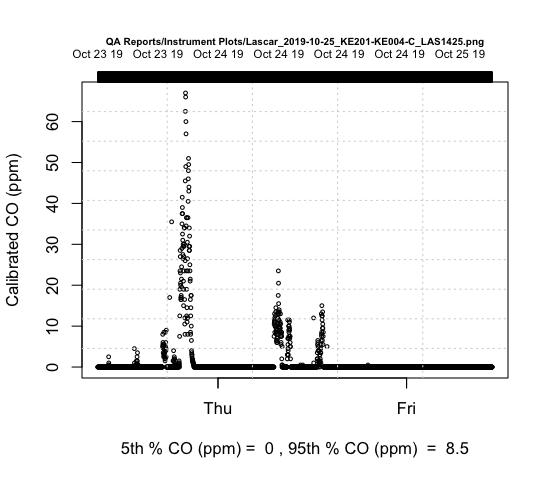 QA Reports/Instrument Plots/Lascar_2019-10-25_KE201-KE004-C_LAS1425.png
Oct 23 19 Oct 23 19 Oct 24 19 Oct 24 19 Oct 24 19 Oct 24 19 Oct 25 19
Calibrated CO (ppm)
60
50
40
30
20
10
0
Thu Fri
5th % CO (ppm) = 0 , 95th % CO (ppm) = 8.5